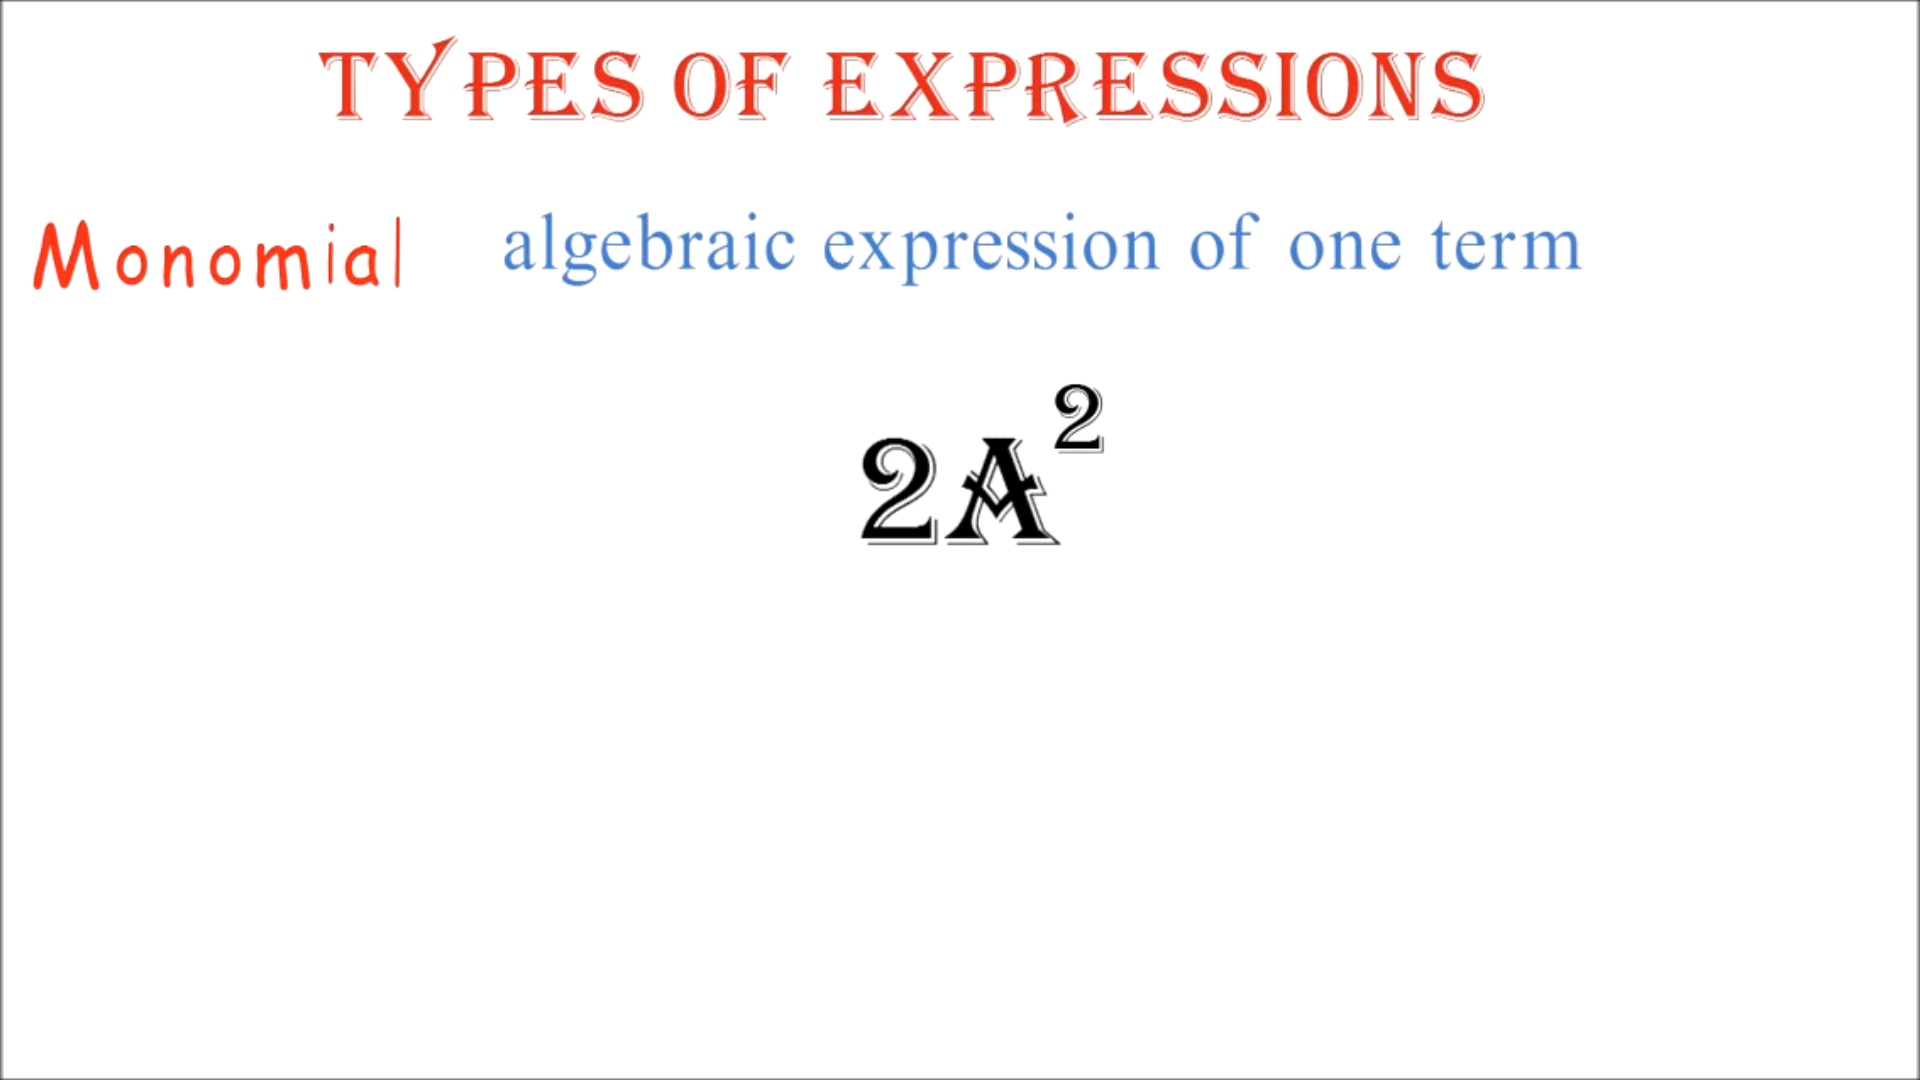 TYPES OF EXPRESSIONS
Monomial algebraic expression of one term
2A²